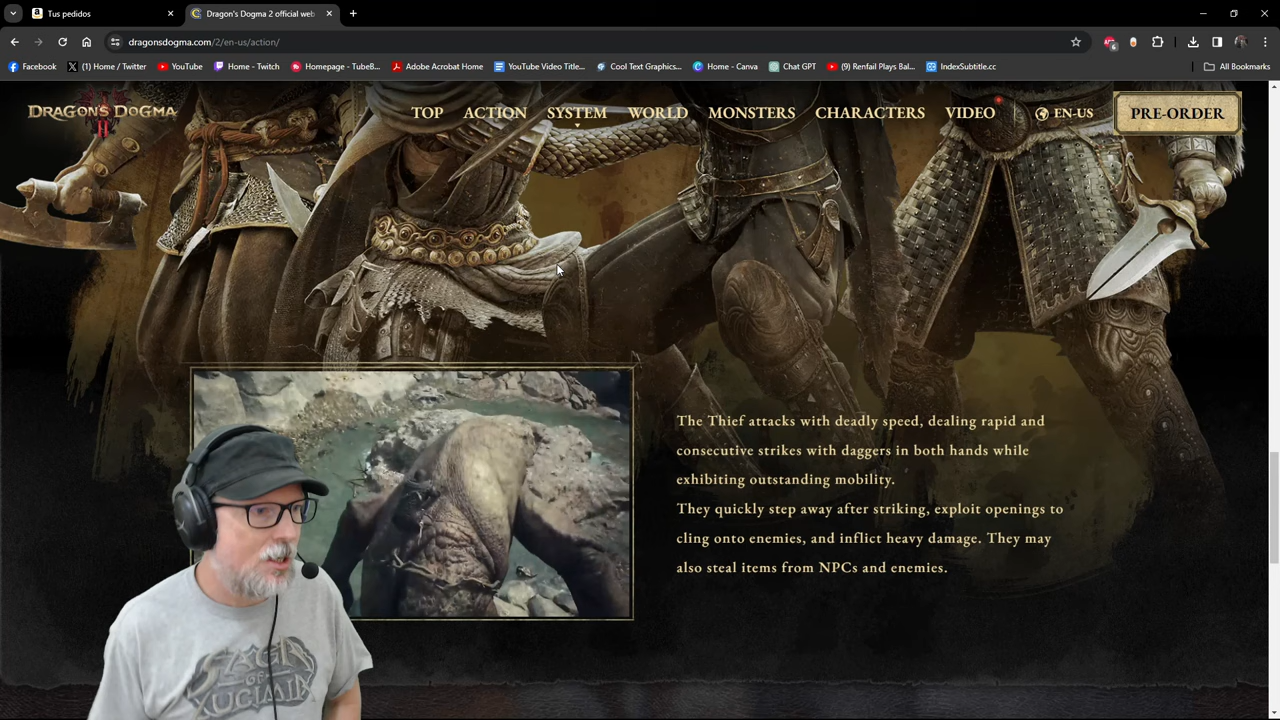 Tus pedidos
Dragon's Dogma 2 official web
dragonsdogma.com/2/en-us/action/
6
Facebook
(1) Home / Twitter
YouTube
Home - Twitch
Homepage - TubeB...
Adobe Acrobat Home
YouTube Video Title...
Cool Text Graphics...
Home - Canva
Chat GPT
(9) Renfail Plays Bal...
IndexSubtitle.cc
All Bookmarks
DRAGON'S DOGMA
II
TOP
ACTION
SYSTEM
WORLD
MONSTERS
CHARACTERS
VIDEO
EN-US
PRE-ORDER
The Thief attacks with deadly speed, dealing rapid and
consecutive strikes with daggers in both hands while
exhibiting outstanding mobility.
They quickly step away after striking, exploit openings to
cling onto enemies, and inflict heavy damage. They may
also steal items from NPCs and enemies.